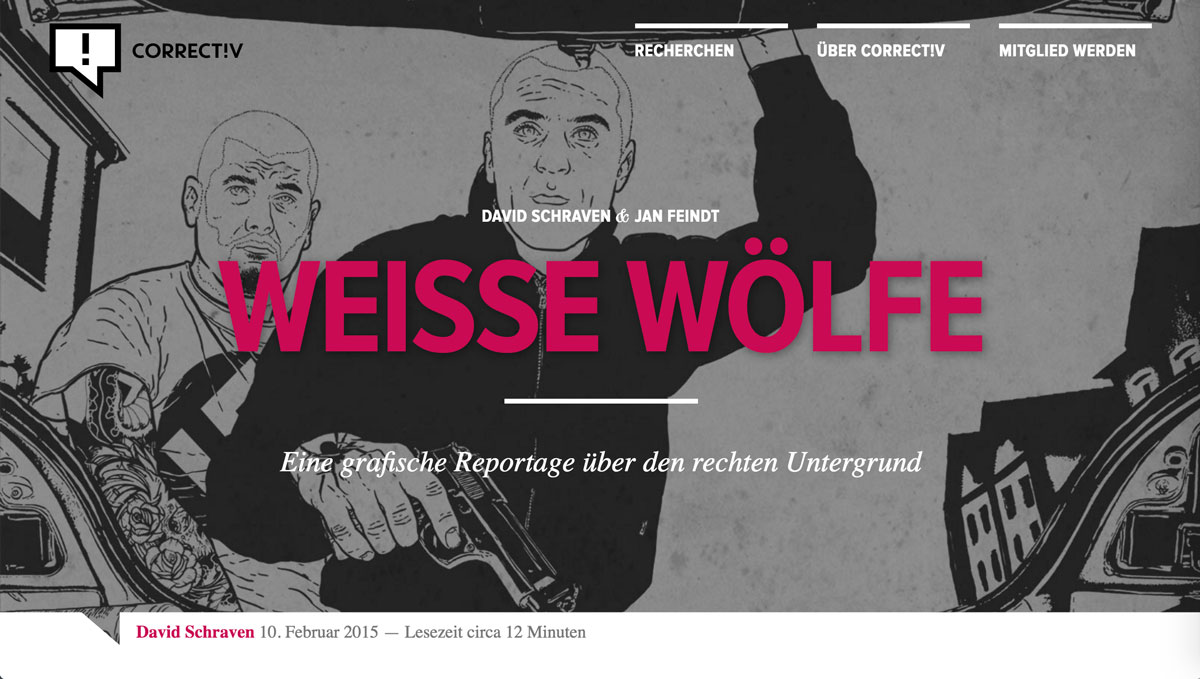 CORRECT!V
RECHERCHEN
ÜBER CORRECT!V
MITGLIED WERDEN
DAVID SCHRAVEN & JAN FEINDT
WEISSE WÖLFE
Eine grafische Reportage über den rechten Untergrund
David Schraven 10. Februar 2015 — Lesezeit circa 12 Minuten